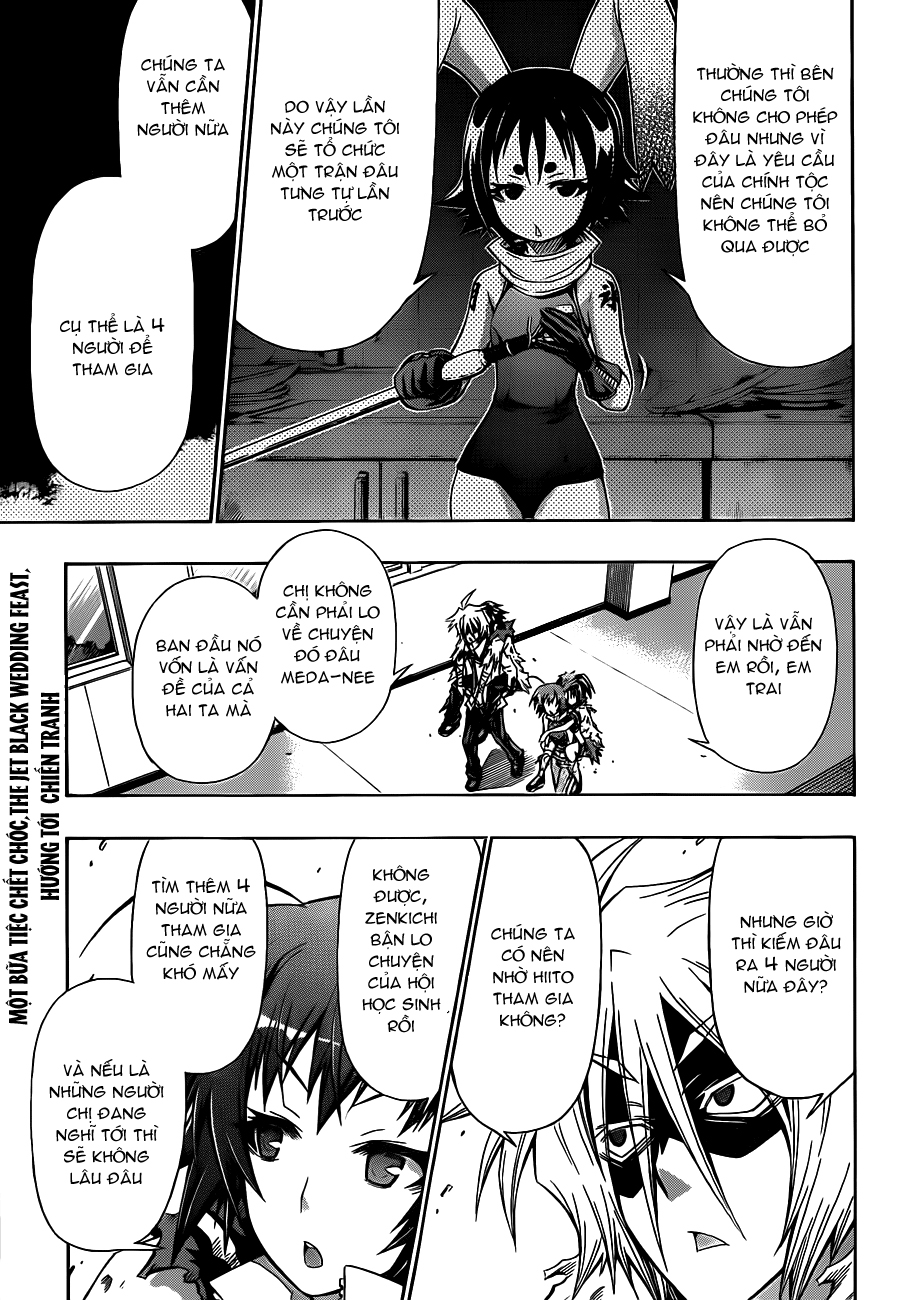 THƯỜNG THÌ BÊN
CHÚNG TÔI
KHÔNG CHO PHÉP
ĐÂU NHƯNG VÌ
ĐÂY LÀ YÊU CẦU
CỦA CHÍNH TỘC
NÊN CHÚNG TÔI
KHÔNG THỂ BỎ
QUA ĐƯỢC
DO VẬY LẦN
NÀY CHÚNG TÔI
SẼ TỔ CHỨC
MỘT TRẬN ĐÂU
TƯNG TỰ LẦN
TRƯỚC
CHÚNG TA
VẪN CẦN
THÊM
NGƯỜI NỮA
CỤ THỂ LÀ 4
NGƯỜI ĐỂ
THAM GIA
VẬY LÀ VẪN
PHẢI NHỜ ĐẾN
EM RỒI, EM
TRAI
CHỊ KHÔNG
CẦN PHẢI LO
VỀ CHUYỆN
ĐÓ ĐÂU
MEDA-NEE
BAN ĐẦU NÓ
VỐN LÀ VẤN
ĐỀ CỦA CẢ
HAI TA MÀ
MỘT BỮA TIỆC CHẾT CHÓC,THE JET BLACK WEDDING FEAST,
HƯỚNG TỚI CHIẾN TRANH
NHƯNG GIỜ
THÌ KIẾM ĐÂU
RA 4 NGƯỜI
NỮA ĐÂY?
CHÚNG TA
CÓ NÊN
NHỜ HIITO
THAM GIA
KHÔNG?
KHÔNG
ĐƯỢC,
ZENKICHI
BẬN LO
CHUYỆN
CỦA HỘI
HỌC SINH
RỒI
TÌM THÊM 4
NGƯỜI NỮA
THAM GIA
CŨNG CHẲNG
KHÓ MẤY
VÀ NẾU LÀ
NHỮNG NGƯỜI
CHỊ ĐANG
NGHĨ TỚI THÌ
SẼ KHÔNG
LÂU ĐÂU